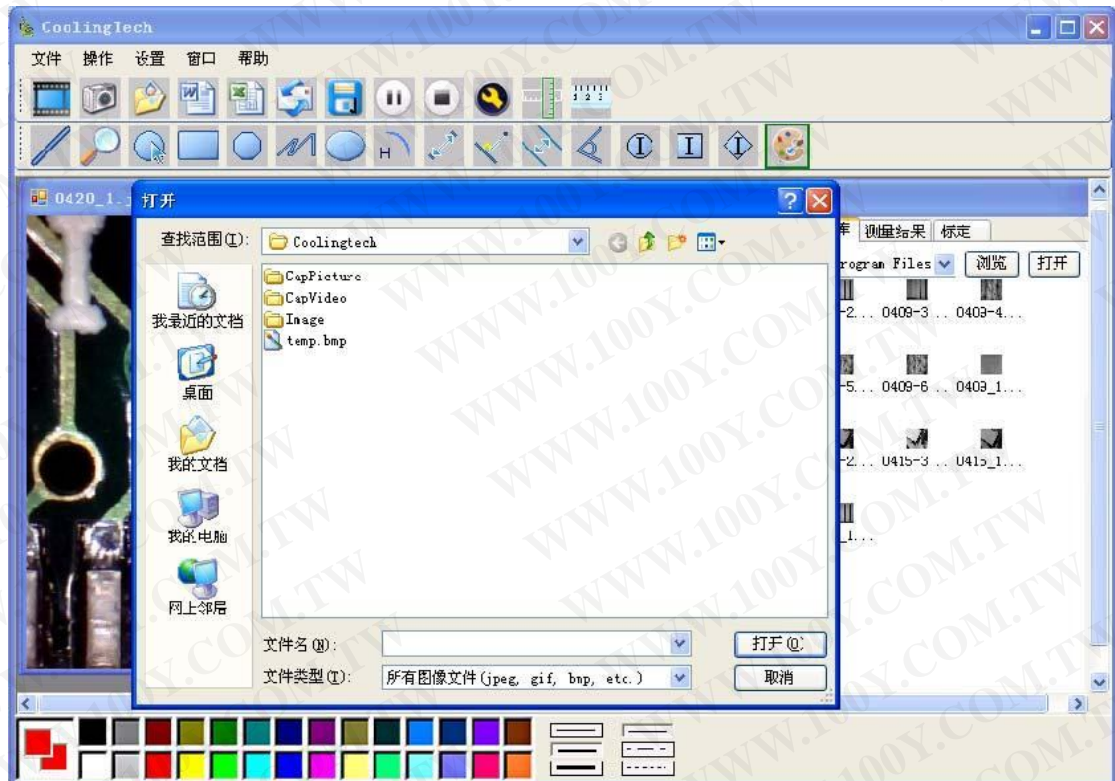 CoolingTech
文件 操作 设置 窗口 帮助
0420_1.j
打开
查找范围(I): Coolingtech
测量结果 标定
rogram Files 浏览 打开
CapPicture
CapVideo
Image
temp.bmp
我最近的文档
桌面
我的文档
我的电脑
网上邻居
-2... 0409-3 ... 0409-4...
-5... 0409-6 ... 0409_1...
-2... 0415-3 ... 0415_1...
_1...
文件名(N): 打开(O)
文件类型(T): 所有图像文件(jpeg, gif, bmp, etc.) 取消
WWW.100Y.COM.TW